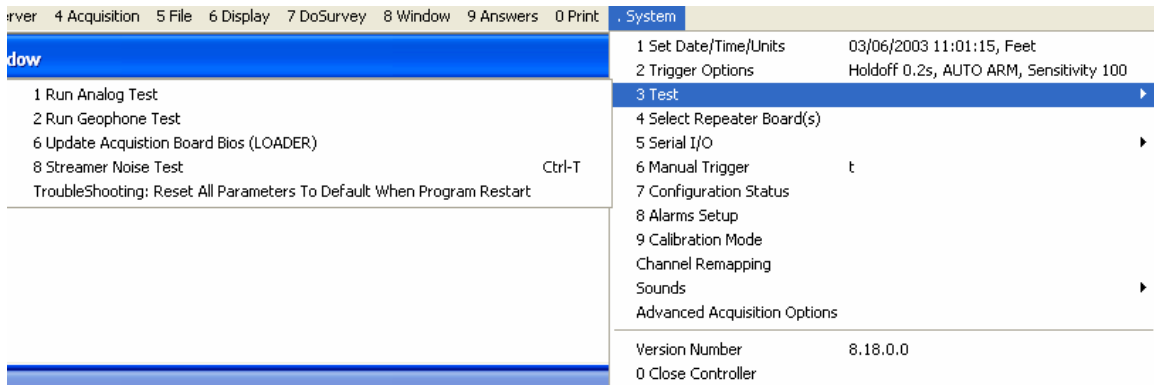 erver 4 Acquisition 5 File 6 Display 7 DoSurvey 8 Window 9 Answers 0 Print . System
dow
1 Run Analog Test
2 Run Geophone Test
6 Update Acquistion Board Bios (LOADER)
8 Streamer Noise Test Ctrl-T
TroubleShooting: Reset All Parameters To Default When Program Restart
1 Set Date/Time/Units 03/06/2003 11:01:15, Feet
2 Trigger Options Holdoff 0.2s, AUTO ARM, Sensitivity 100
3 Test
4 Select Repeater Board(s)
5 Serial I/O
6 Manual Trigger t
7 Configuration Status
8 Alarms Setup
9 Calibration Mode
Channel Remapping
Sounds
Advanced Acquisition Options
Version Number 8.18.0.0
0 Close Controller